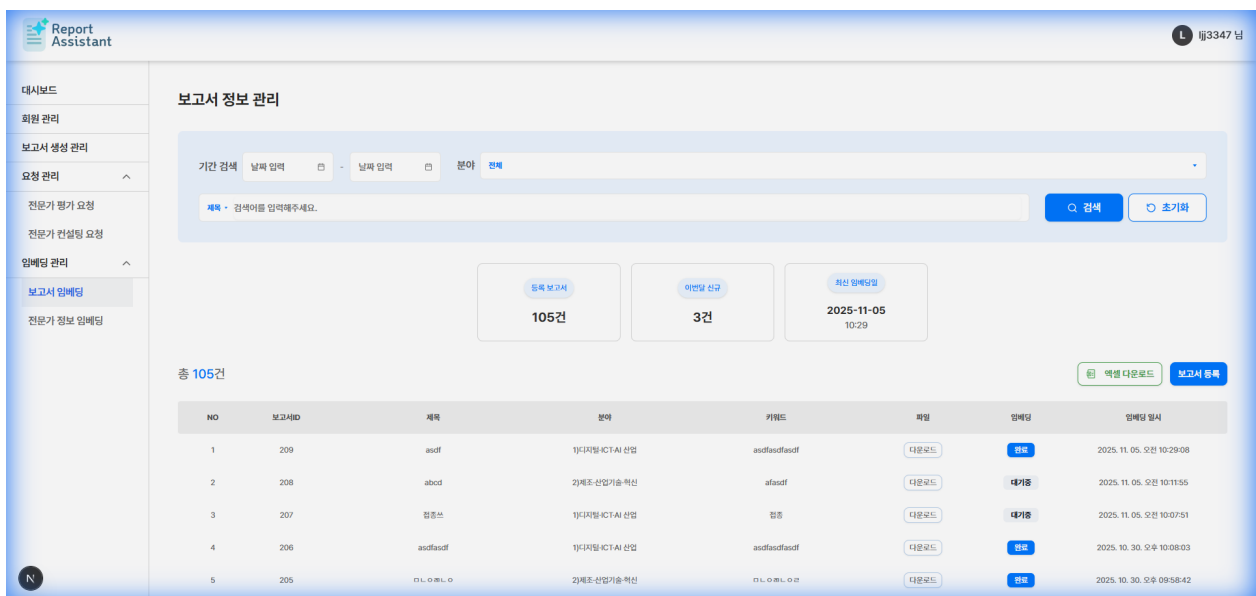 Report
Assistant
L ljj3347 님
대시보드
회원 관리
보고서 생성 관리
요청 관리
전문가 평가 요청
전문가 컨설팅 요청
임베딩 관리
보고서 임베딩
전문가 정보 임베딩
보고서 정보 관리
기간 검색 날짜 입력 - 날짜 입력 분야 전체
제목 검색어를 입력해주세요. 검색 초기화
등록 보고서 이번달 신규 최신 임베딩일
105건 3건 2025-11-05
10:29
총 105건 엑셀 다운로드 보고서 등록
NO 보고서ID 제목 분야 키워드 파일 임베딩 임베딩 일시
1 209 asdf 1)디지털·ICT·AI 산업 asdfasdfasdf 다운로드 완료 2025. 11. 05. 오전 10:29:08
2 208 abcd 2)제조·산업기술·혁신 afasdf 다운로드 대기중 2025. 11. 05. 오전 10:11:55
3 207 접종쓰 1)디지털·ICT·AI 산업 접종 다운로드 대기중 2025. 11. 05. 오전 10:07:51
4 206 asdfasdf 1)디지털·ICT·AI 산업 asdfasdfasdf 다운로드 완료 2025. 10. 30. 오후 10:08:03
5 205 2)제조·산업기술·혁신 다운로드 완료 2025. 10. 30. 오후 09:58:42
N